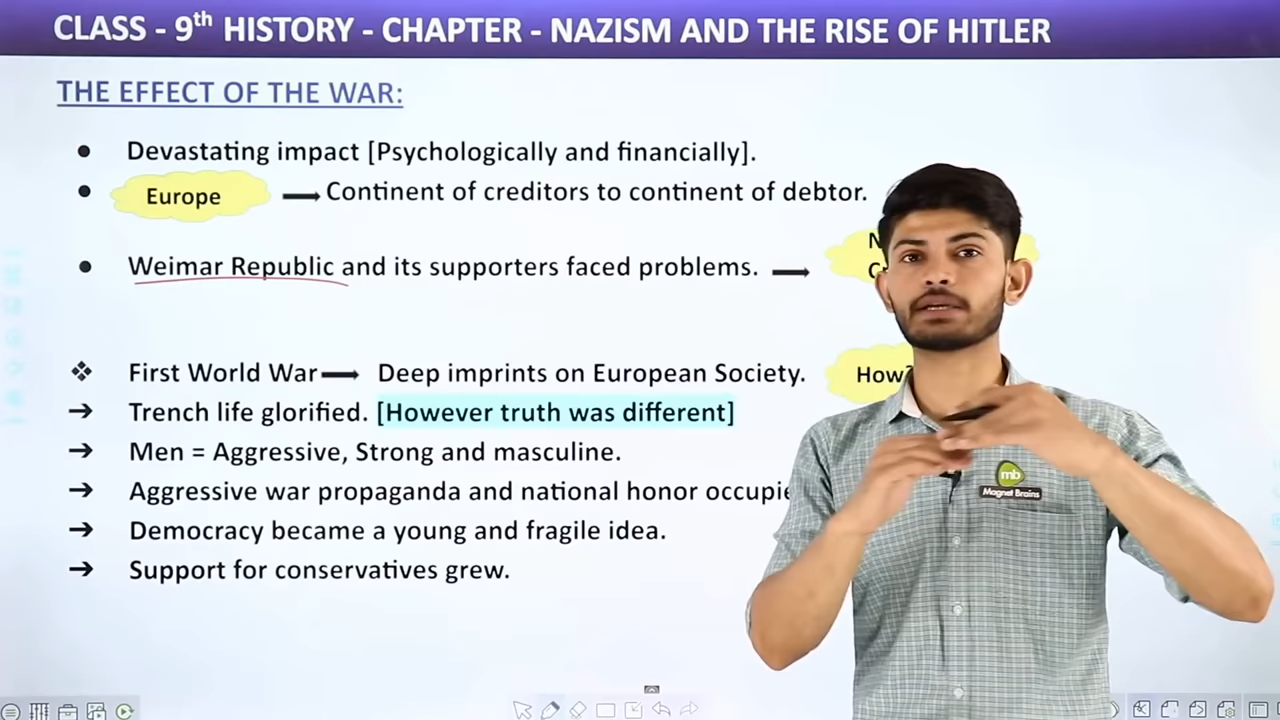 CLASS - 9th HISTORY - CHAPTER - NAZISM AND THE RISE OF HITLER
THE EFFECT OF THE WAR:
● Devastating impact [Psychologically and financially].
● Europe → Continent of creditors to continent of debtor.
● Weimar Republic and its supporters faced problems. →
❖ First World War → Deep imprints on European Society. How?
→ Trench life glorified. [However truth was different]
→ Men = Aggressive, Strong and masculine.
→ Aggressive war propaganda and national honor
→ Democracy became a young and fragile idea.
→ Support for conservatives grew.
mb
Magnet Brains